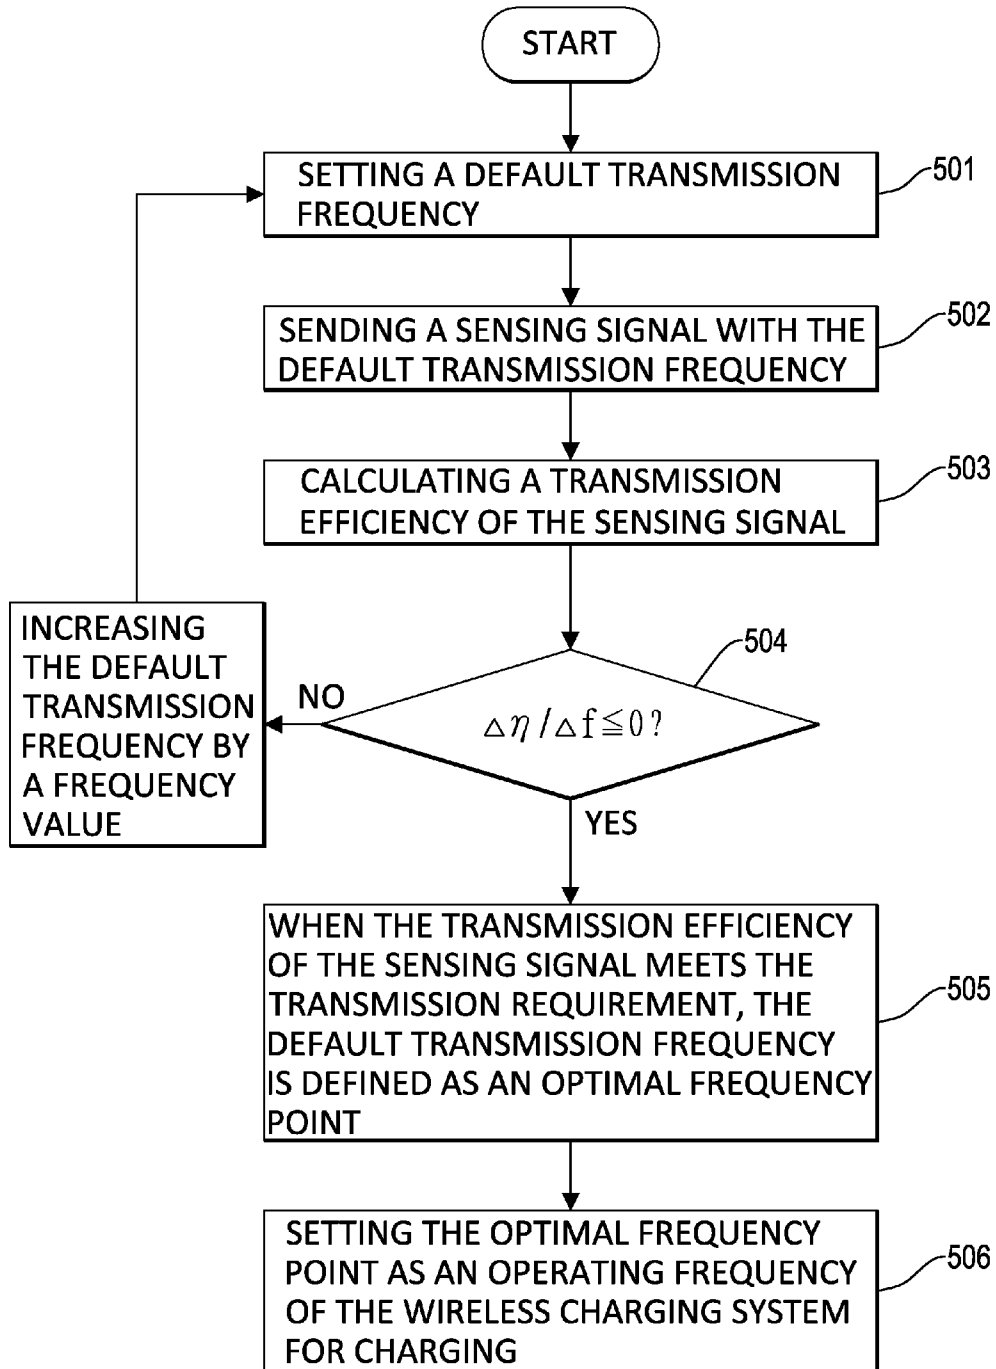 START
SETTING A DEFAULT TRANSMISSION
FREQUENCY
501
SENDING A SENSING SIGNAL WITH THE
DEFAULT TRANSMISSION FREQUENCY
502
CALCULATING A TRANSMISSION
EFFICIENCY OF THE SENSING SIGNAL
503
INCREASING
THE DEFAULT
TRANSMISSION
FREQUENCY BY
A FREQUENCY
VALUE
NO
△η/△f≦0?
504
YES
WHEN THE TRANSMISSION EFFICIENCY
OF THE SENSING SIGNAL MEETS THE
TRANSMISSION REQUIREMENT, THE
DEFAULT TRANSMISSION FREQUENCY
IS DEFINED AS AN OPTIMAL FREQUENCY
POINT
505
SETTING THE OPTIMAL FREQUENCY
POINT AS AN OPERATING FREQUENCY
OF THE WIRELESS CHARGING SYSTEM
FOR CHARGING
506